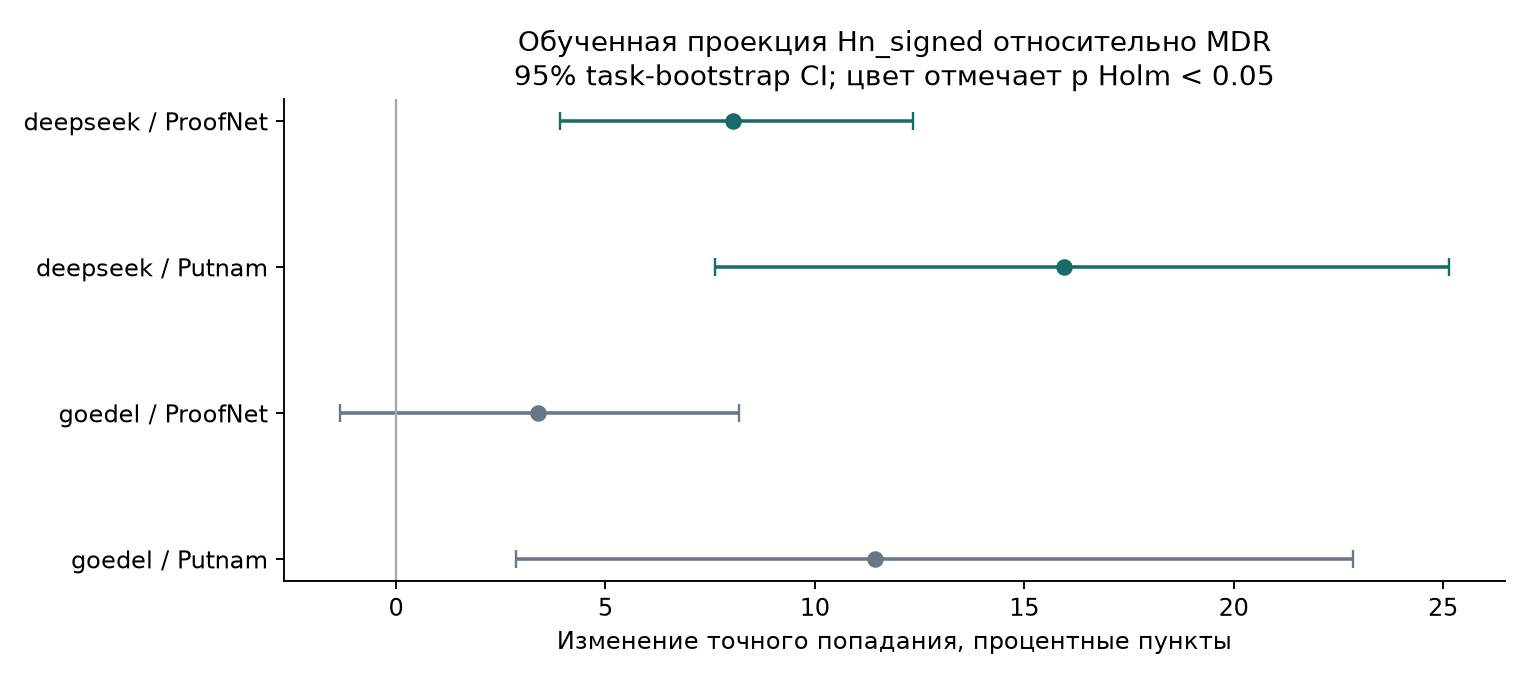 Обученная проекция Hn_signed относительно MDR
95% task-bootstrap CI; цвет отмечает p Holm < 0.05
deepseek / ProofNet
deepseek / Putnam
goedel / ProofNet
goedel / Putnam
0 5 10 15 20 25
Изменение точного попадания, процентные пункты